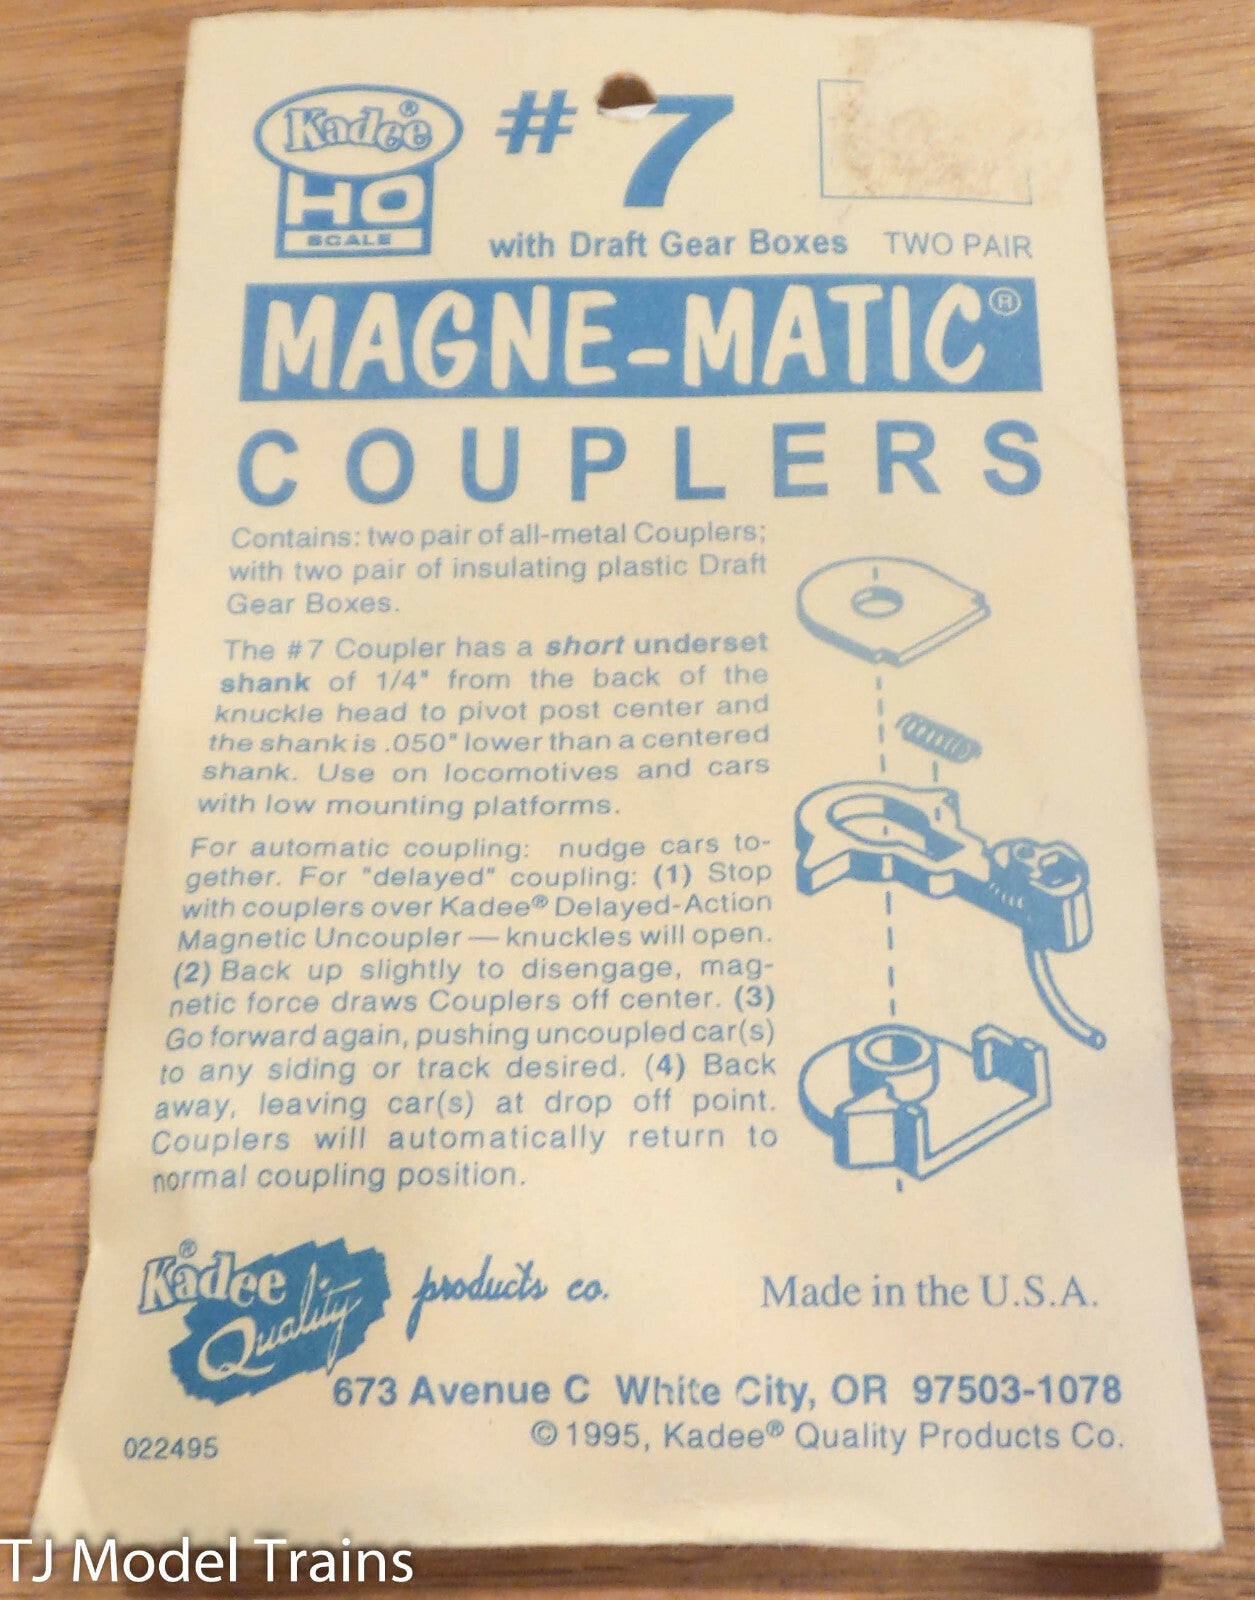 Kadee®
HO
SCALE
#7
with Draft Gear Boxes TWO PAIR
MAGNE-MATIC®
COUPLERS
Contains: two pair of all-metal Couplers;
with two pair of insulating plastic Draft
Gear Boxes.
The #7 Coupler has a short underset
shank of 1/4" from the back of the
knuckle head to pivot post center and
the shank is .050" lower than a centered
shank. Use on locomotives and cars
with low mounting platforms.
For automatic coupling: nudge cars to-
gether. For "delayed" coupling: (1) Stop
with couplers over Kadee® Delayed-Action
Magnetic Uncoupler — knuckles will open.
(2) Back up slightly to disengage, mag-
netic force draws Couplers off center. (3)
Go forward again, pushing uncoupled car(s)
to any siding or track desired. (4) Back
away, leaving car(s) at drop off point.
Couplers will automatically return to
normal coupling position.
Kadee®
Quality
products co.
Made in the U.S.A.
673 Avenue C White City, OR 97503-1078
© 1995, Kadee® Quality Products Co.
022495
TJ Model Trains